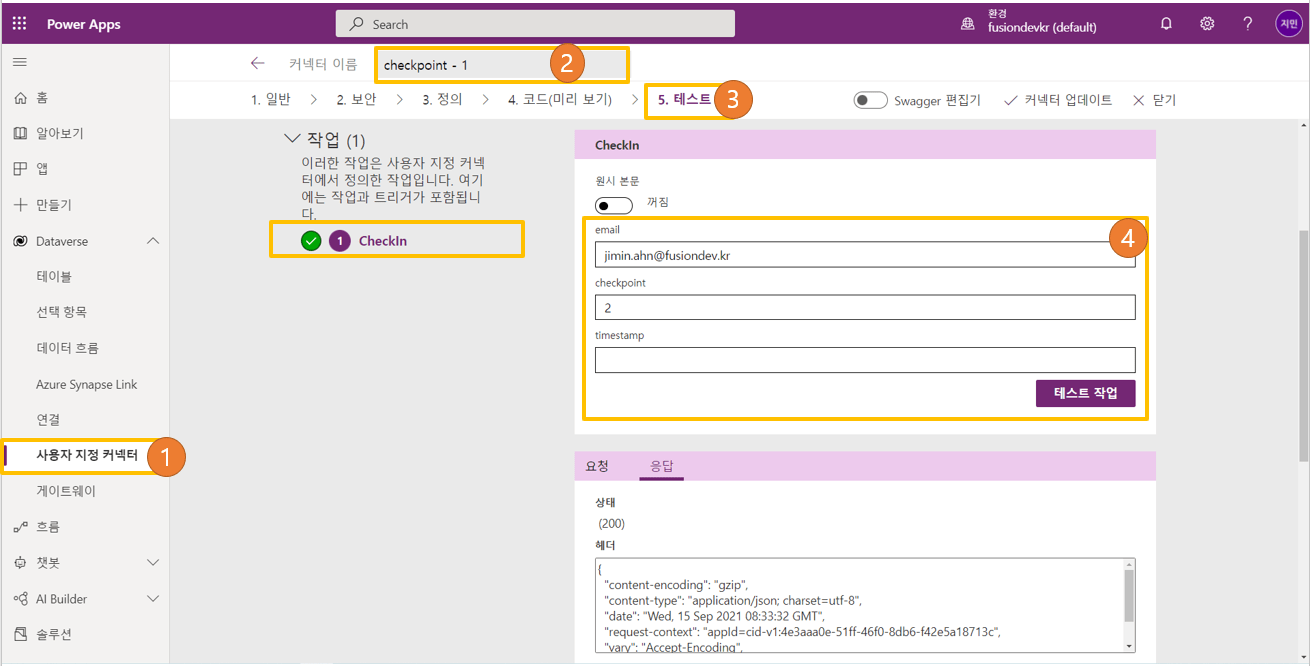 Power Apps
Search
환경
fusiondevkr (default)
지민
커넥터 이름
checkpoint - 1
2
1. 일반
2. 보안
3. 정의
4. 코드(미리 보기)
5. 테스트
3
Swagger 편집기
커넥터 업데이트
닫기
홈
알아보기
앱
만들기
Dataverse
테이블
선택 항목
데이터 흐름
Azure Synapse Link
연결
사용자 지정 커넥터
1
게이트웨이
흐름
챗봇
AI Builder
솔루션
작업 (1)
이러한 작업은 사용자 지정 커넥
터에서 정의한 작업입니다. 여기
에는 작업과 트리거가 포함됩니
다.
1
CheckIn
CheckIn
원시 본문
꺼짐
email
4
jimin.ahn@fusiondev.kr
checkpoint
2
timestamp
테스트 작업
요청
응답
상태
(200)
헤더
{
"content-encoding": "gzip",
"content-type": "application/json; charset=utf-8",
"date": "Wed, 15 Sep 2021 08:33:32 GMT",
"request-context": "appId=cid-v1:4e3aaa0e-51ff-46f0-8db6-f42e5a18713c",
"vary": "Accept-Encoding",